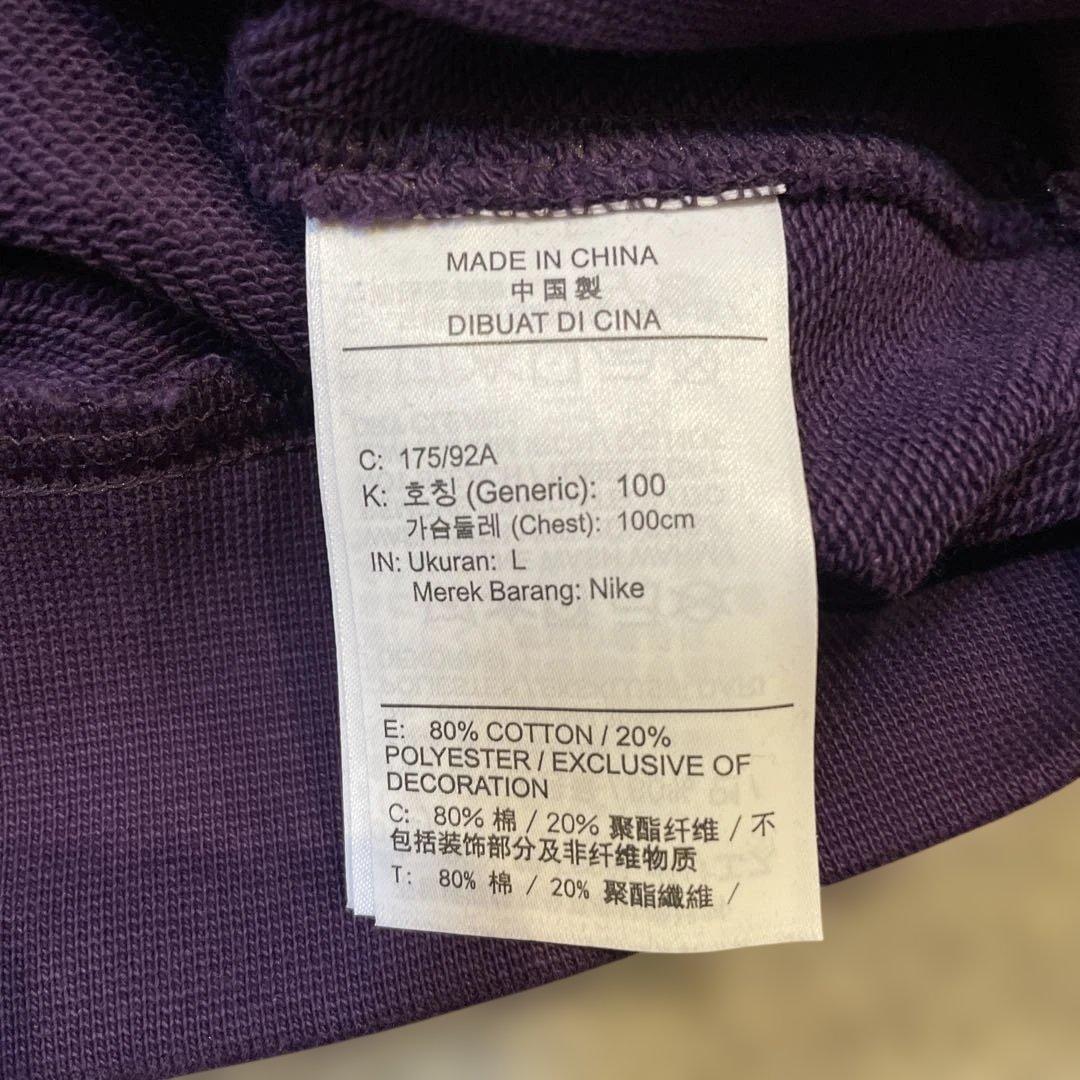 MADE IN CHINA
中国製
DIBUAT DI CINA
C: 175/92A
K: 호칭 (Generic): 100
가슴둘레 (Chest): 100cm
IN: Ukuran: L
Merek Barang: Nike
E: 80% COTTON / 20%
POLYESTER / EXCLUSIVE OF
DECORATION
C: 80% 棉 / 20% 聚酯纤维 / 不
包括装饰部分及非纤维物质
T: 80% 棉 / 20% 聚酯纖維 /